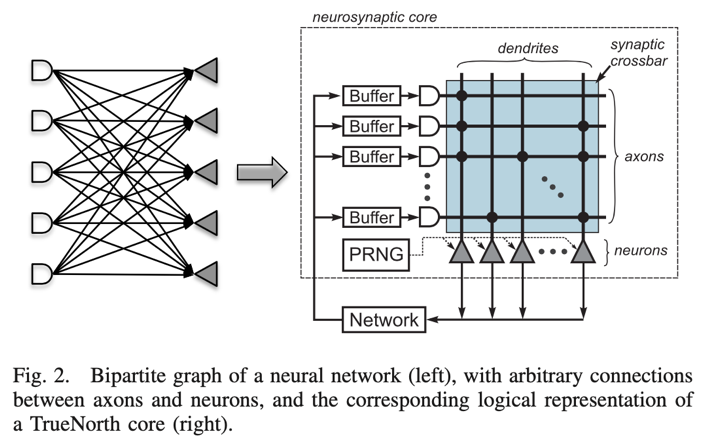 neurosynaptic core
dendrites
synaptic
crossbar
Buffer
Buffer
Buffer
axons
Buffer
PRNG
neurons
Network
Fig. 2. Bipartite graph of a neural network (left), with arbitrary connections
between axons and neurons, and the corresponding logical representation of
a TrueNorth core (right).